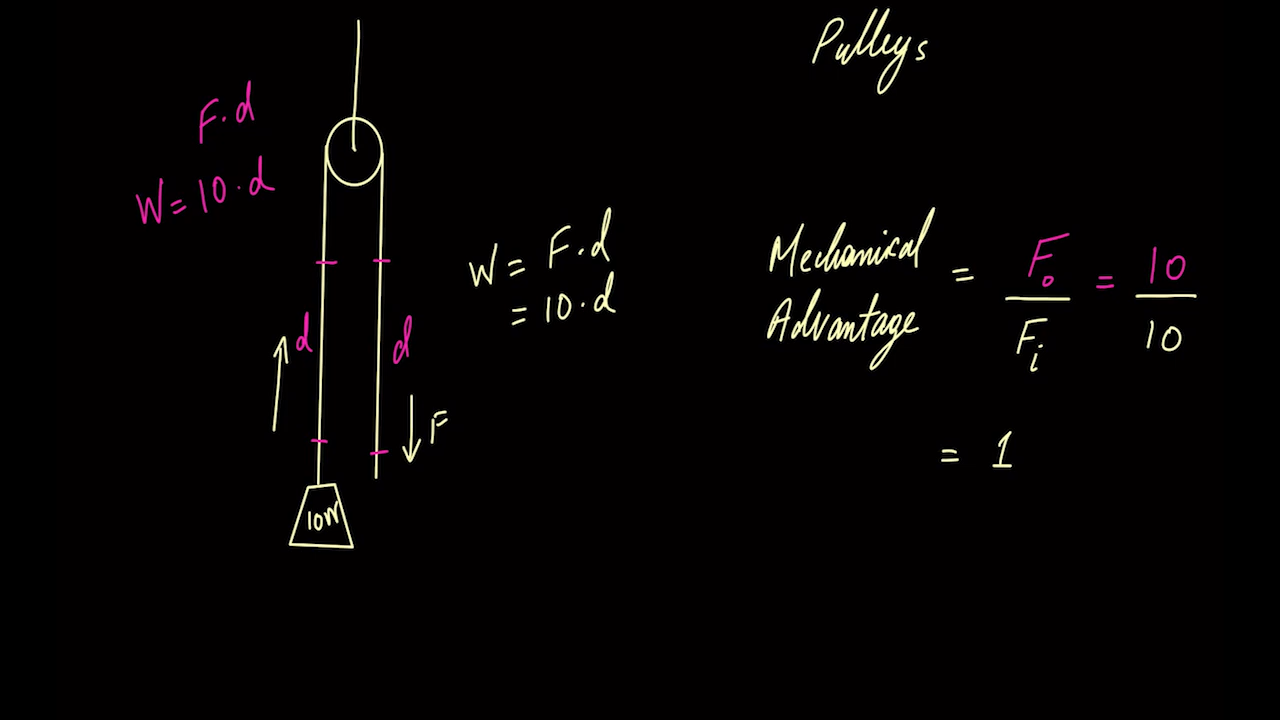 Pulleys
F.d
W = 10.d
W = F.d
= 10.d
Mechanical Advantage = Fo / Fi = 10 / 10
= 1
d
d
F
10N